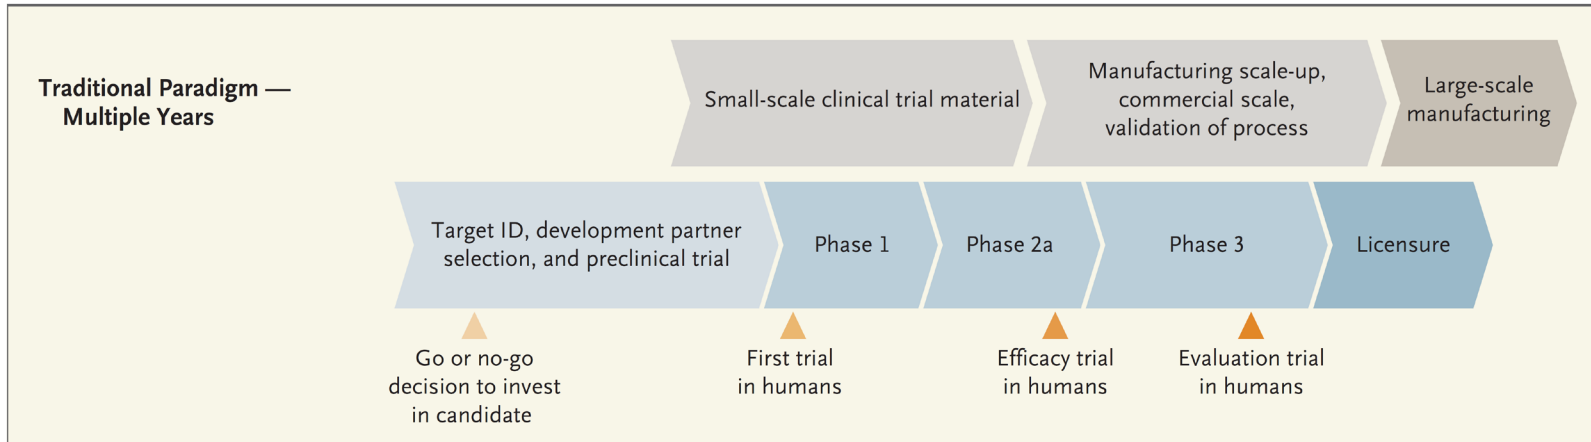 Traditional Paradigm —
Multiple Years
Small-scale clinical trial material
Manufacturing scale-up,
commercial scale,
validation of process
Large-scale
manufacturing
Target ID, development partner
selection, and preclinical trial
Phase 1
Phase 2a
Phase 3
Licensure
Go or no-go
decision to invest
in candidate
First trial
in humans
Efficacy trial
in humans
Evaluation trial
in humans